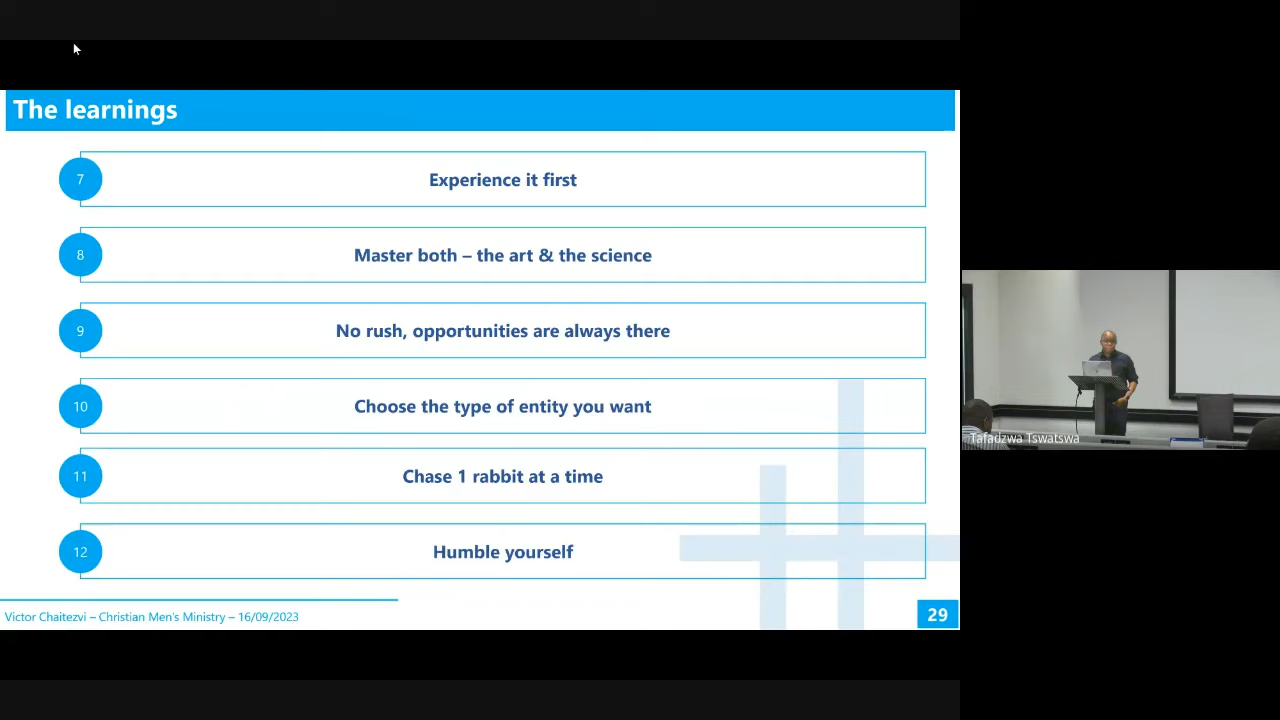 The learnings
7
Experience it first
8
Master both – the art & the science
9
No rush, opportunities are always there
10
Choose the type of entity you want
11
Chase 1 rabbit at a time
12
Humble yourself
Victor Chaitezvi – Christian Men's Ministry – 16/09/2023
29
Tafadzwa Tswatswa